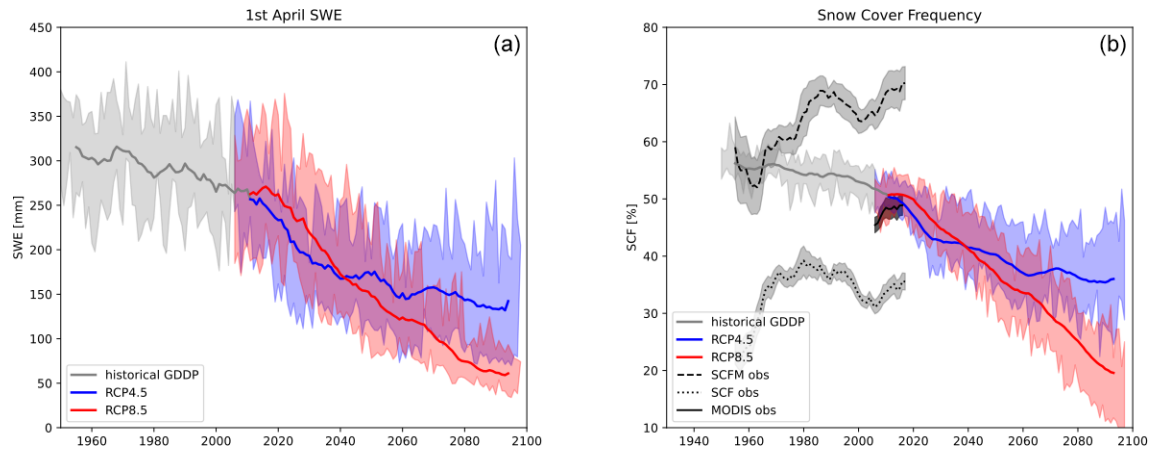 1st April SWE
(a)
450
400
350
300
250
200
150
100
50
0
SWE [mm]
historical GDDP
RCP4.5
RCP8.5
1960
1980
2000
2020
2040
2060
2080
2100
Snow Cover Frequency
(b)
80
70
60
50
40
30
20
10
SCF [%]
historical GDDP
RCP4.5
RCP8.5
SCFM obs
SCF obs
MODIS obs
1940
1960
1980
2000
2020
2040
2060
2080
2100